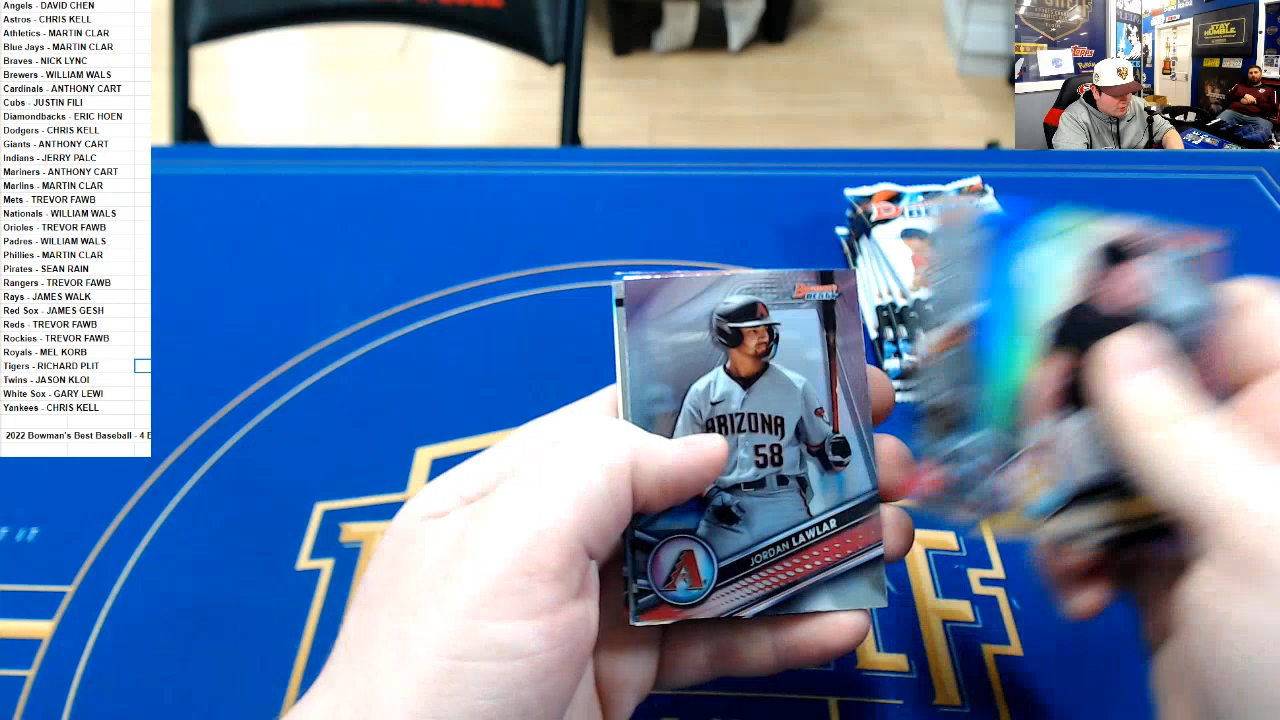 Angels - DAVID CHEN
Astros - CHRIS KELL
Athletics - MARTIN CLAR
Blue Jays - MARTIN CLAR
Braves - NICK LYNC
Brewers - WILLIAM WALS
Cardinals - ANTHONY CART
Cubs - JUSTIN FILI
Diamondbacks - ERIC HOEN
Dodgers - CHRIS KELL
Giants - ANTHONY CART
Indians - JERRY PALC
Mariners - ANTHONY CART
Marlins - MARTIN CLAR
Mets - TREVOR FAWB
Nationals - WILLIAM WALS
Orioles - TREVOR FAWB
Padres - WILLIAM WALS
Phillies - MARTIN CLAR
Pirates - SEAN RAIN
Rangers - TREVOR FAWB
Rays - JAMES WALK
Red Sox - JAMES GESH
Reds - TREVOR FAWB
Rockies - TREVOR FAWB
Royals - MEL KORB
Tigers - RICHARD PLIT
Twins - JASON KLOI
White Sox - GARY LEWI
Yankees - CHRIS KELL
2022 Bowman's Best Baseball - 4 B
STAY
HUMBLE
Topps
BOWMAN'S
BEST
ARIZONA
58
JORDAN LAWLAR